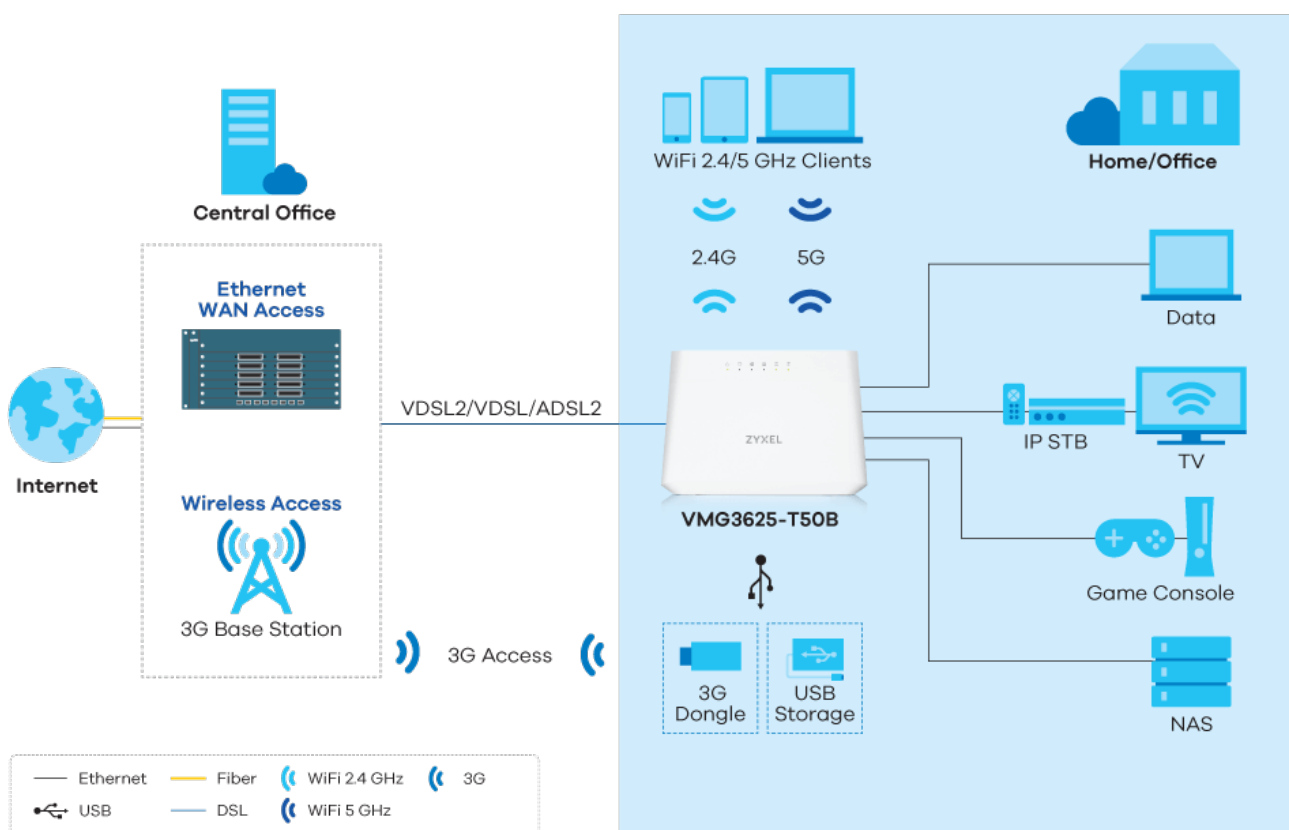 Central Office
Ethernet
WAN Access
Internet
Wireless Access
3G Base Station
VDSL2/VDSL/ADSL2
3G Access
WiFi 2.4/5 GHz Clients
2.4G
5G
ZYXEL
VMG3625-T50B
3G
Dongle
USB
Storage
Home/Office
Data
IP STB
TV
Game Console
NAS
Ethernet
Fiber
WiFi 2.4 GHz
3G
USB
DSL
WiFi 5 GHz